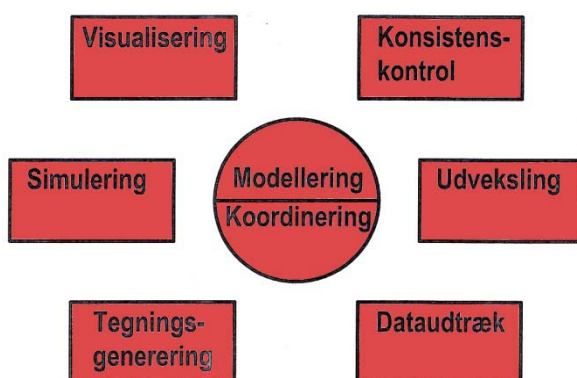 Visualisering
Konsistens-
kontrol
Simulering
Modellering
Koordinering
Udveksling
Tegnings-
generering
Dataudtræk